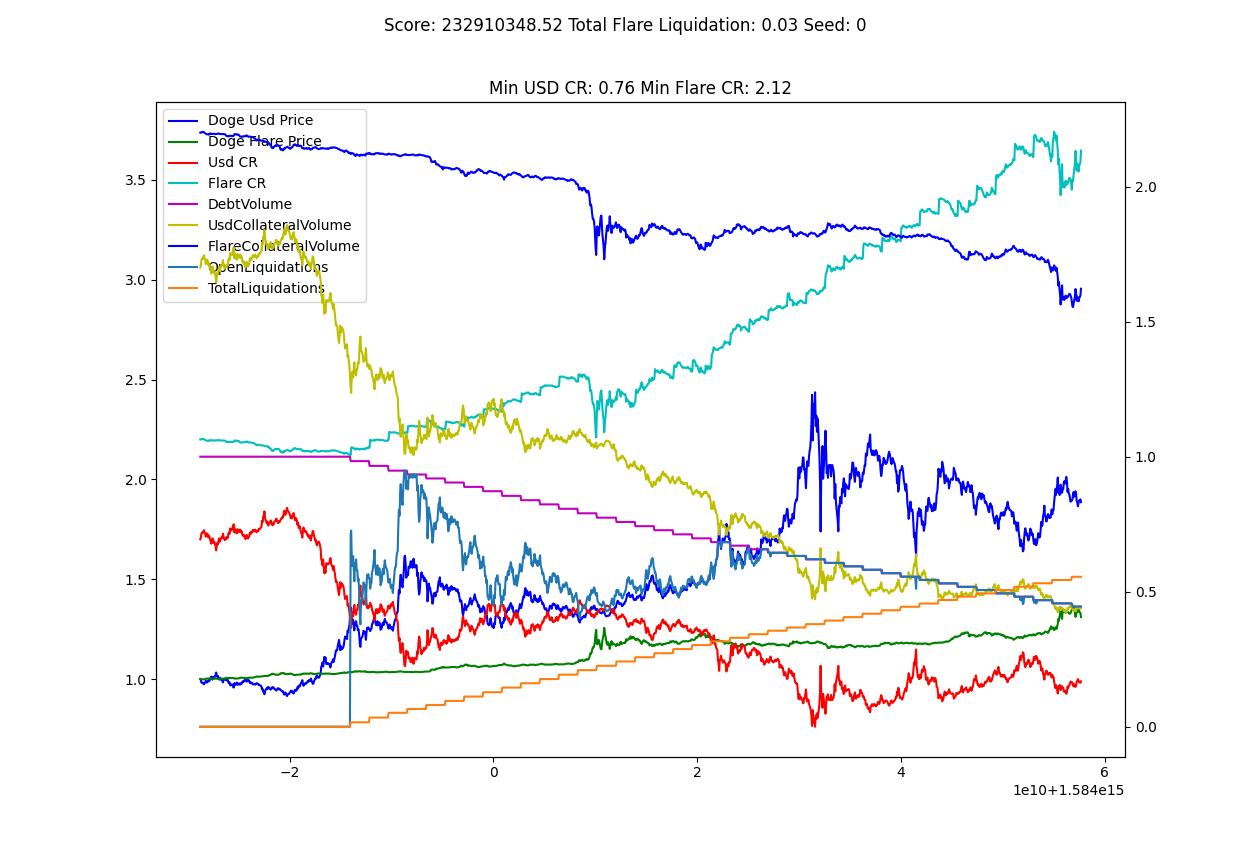 Score: 232910348.52 Total Flare Liquidation: 0.03 Seed: 0
Min USD CR: 0.76 Min Flare CR: 2.12
Doge Usd Price
Doge Flare Price
Usd CR
Flare CR
DebtVolume
UsdCollateralVolume
FlareCollateralVolume
OpenLiquidations
TotalLiquidations
3.5
3.0
2.5
2.0
1.5
1.0
2.0
1.5
1.0
0.5
0.0
−2
0
2
4
6
1e10+1.584e15